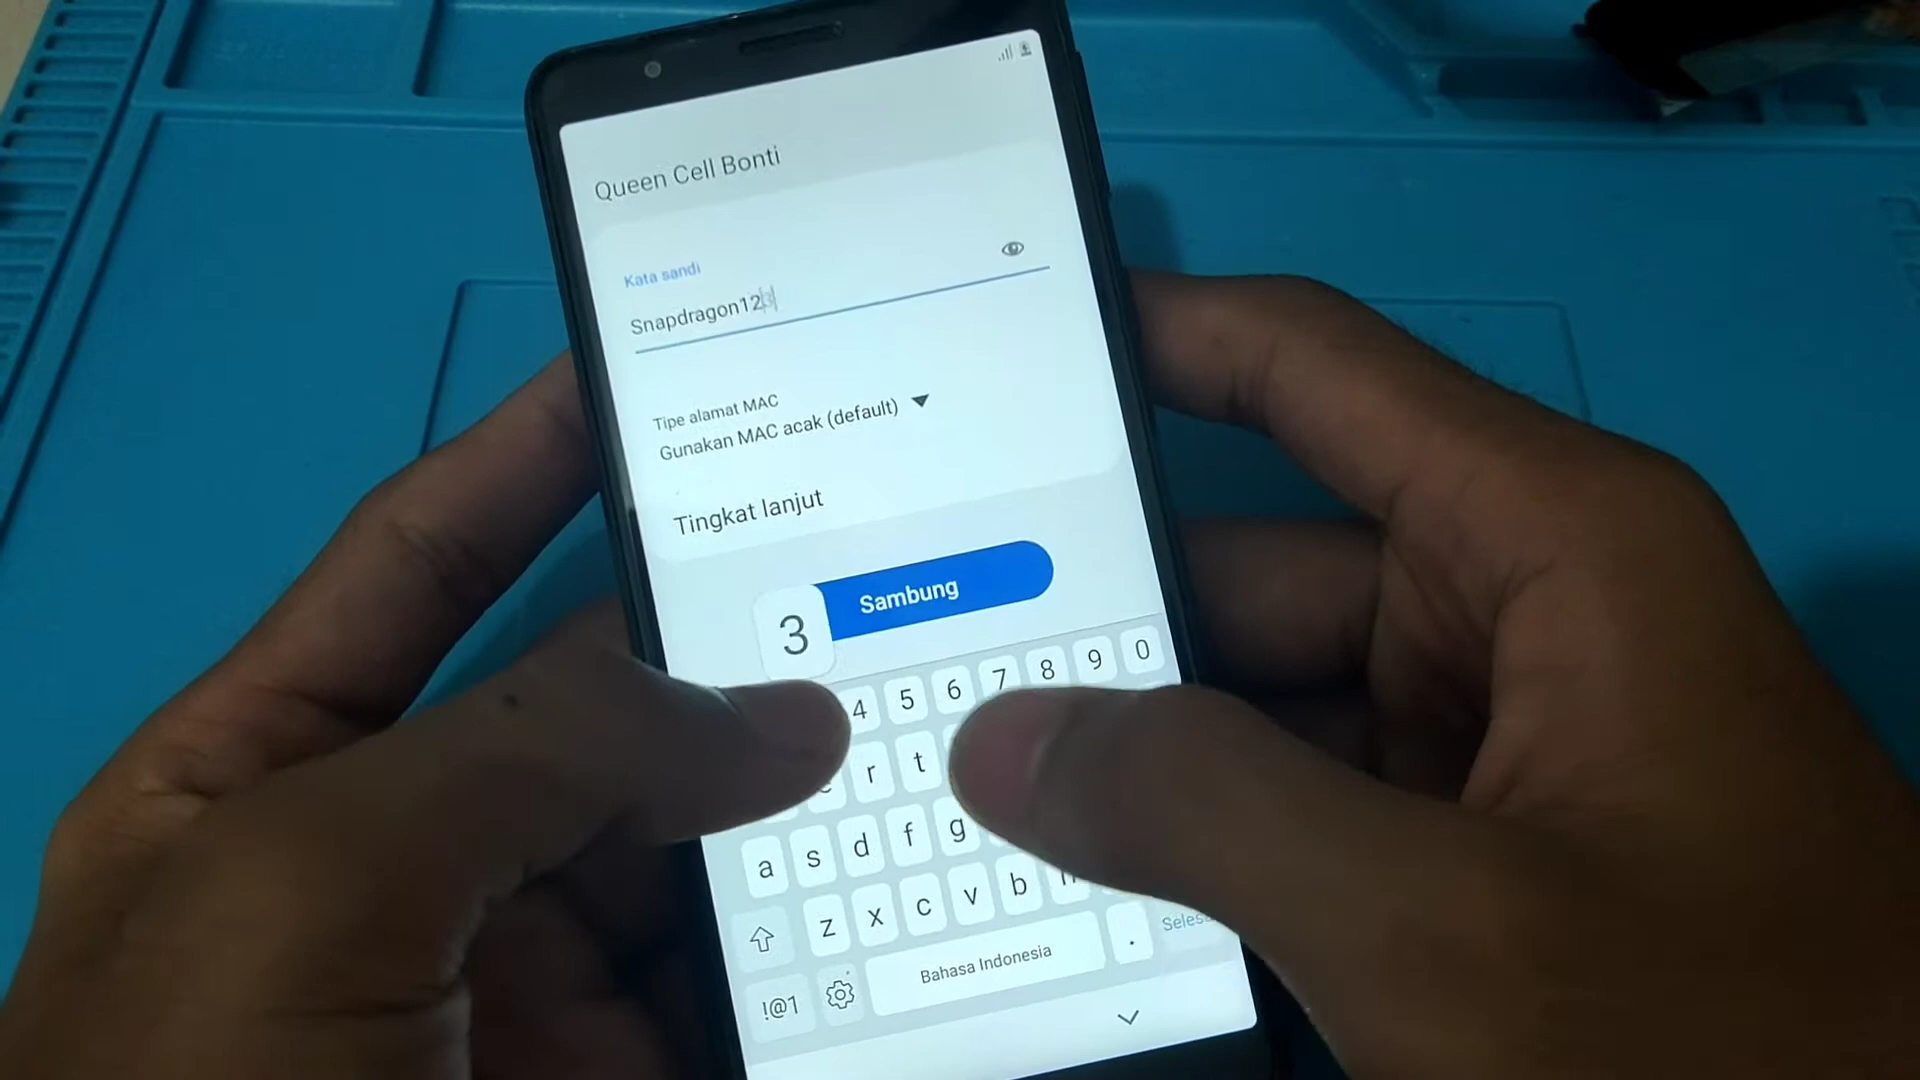 Queen Cell Bonti
Kata sandi
Snapdragon123
Tipe alamat MAC
Gunakan MAC acak (default)
Tingkat lanjut
Sambung
3
4 5 6 7 8 9 0
r t
a s d f g
z x c v b
!@1 Bahasa Indonesia .